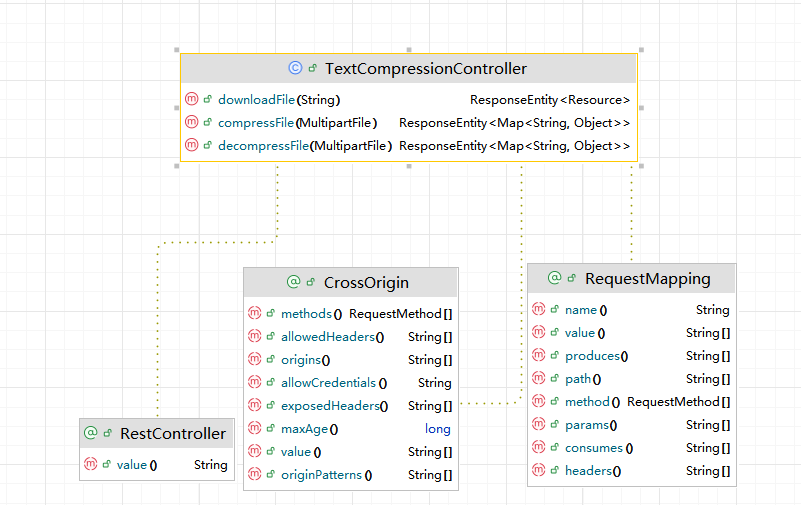 TextCompressionController
downloadFile(String) ResponseEntity<Resource>
compressFile(MultipartFile) ResponseEntity<Map<String, Object>>
decompressFile(MultipartFile) ResponseEntity<Map<String, Object>>
CrossOrigin
methods() RequestMethod[]
allowedHeaders() String[]
origins() String[]
allowCredentials() String
exposedHeaders() String[]
maxAge() long
value() String[]
originPatterns() String[]
RequestMapping
name() String
value() String[]
produces() String[]
path() String[]
method() RequestMethod[]
params() String[]
consumes() String[]
headers() String[]
RestController
value() String